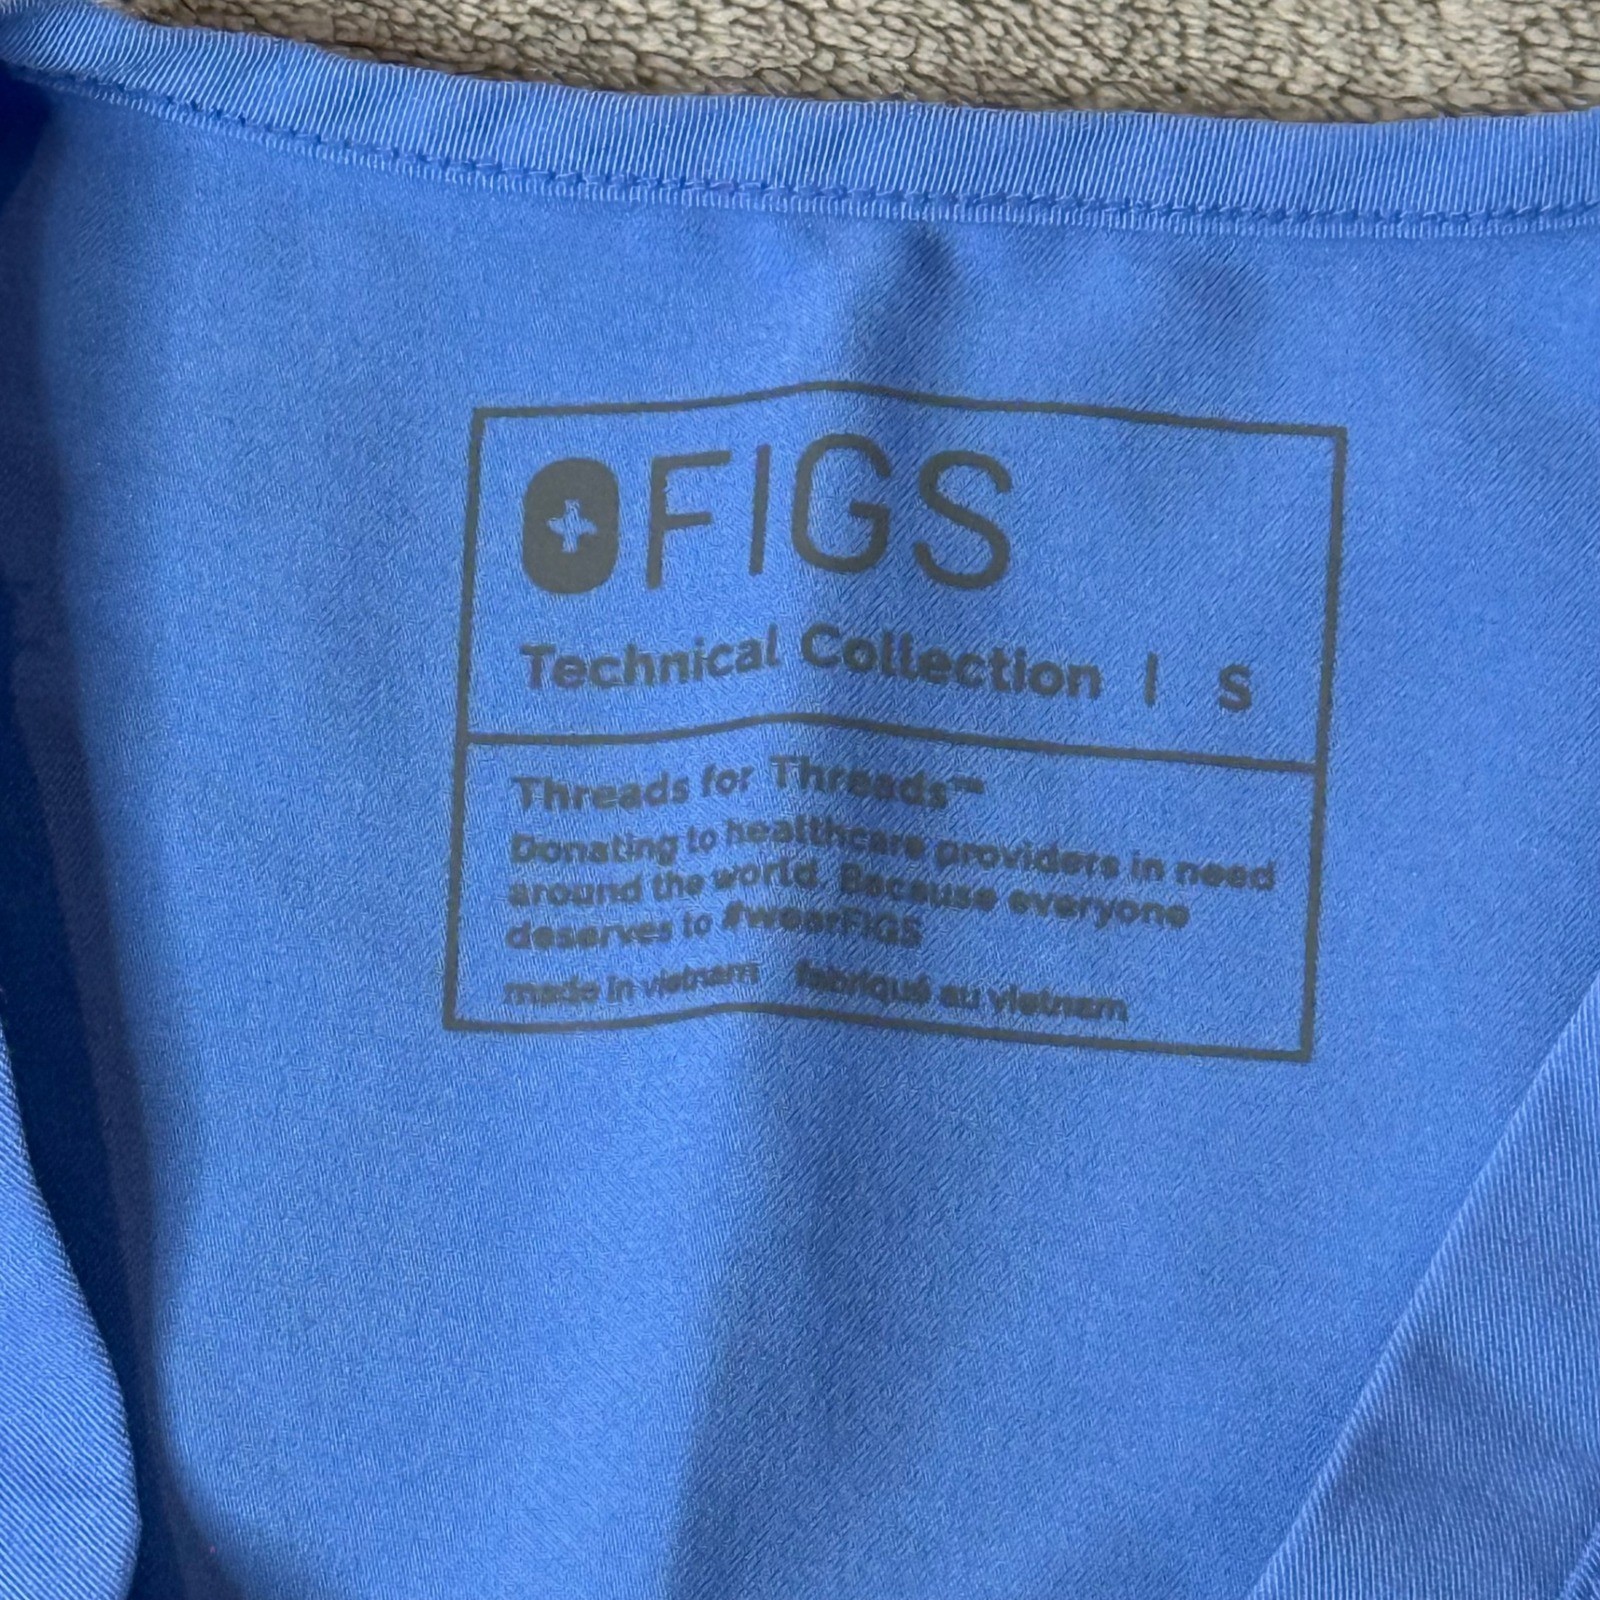 FIGS
Technical Collection | S
Threads for Threads™
Donating to healthcare providers in need
around the world. Because everyone
deserves to #wearFIGS
made in vietnam fabriqué au vietnam